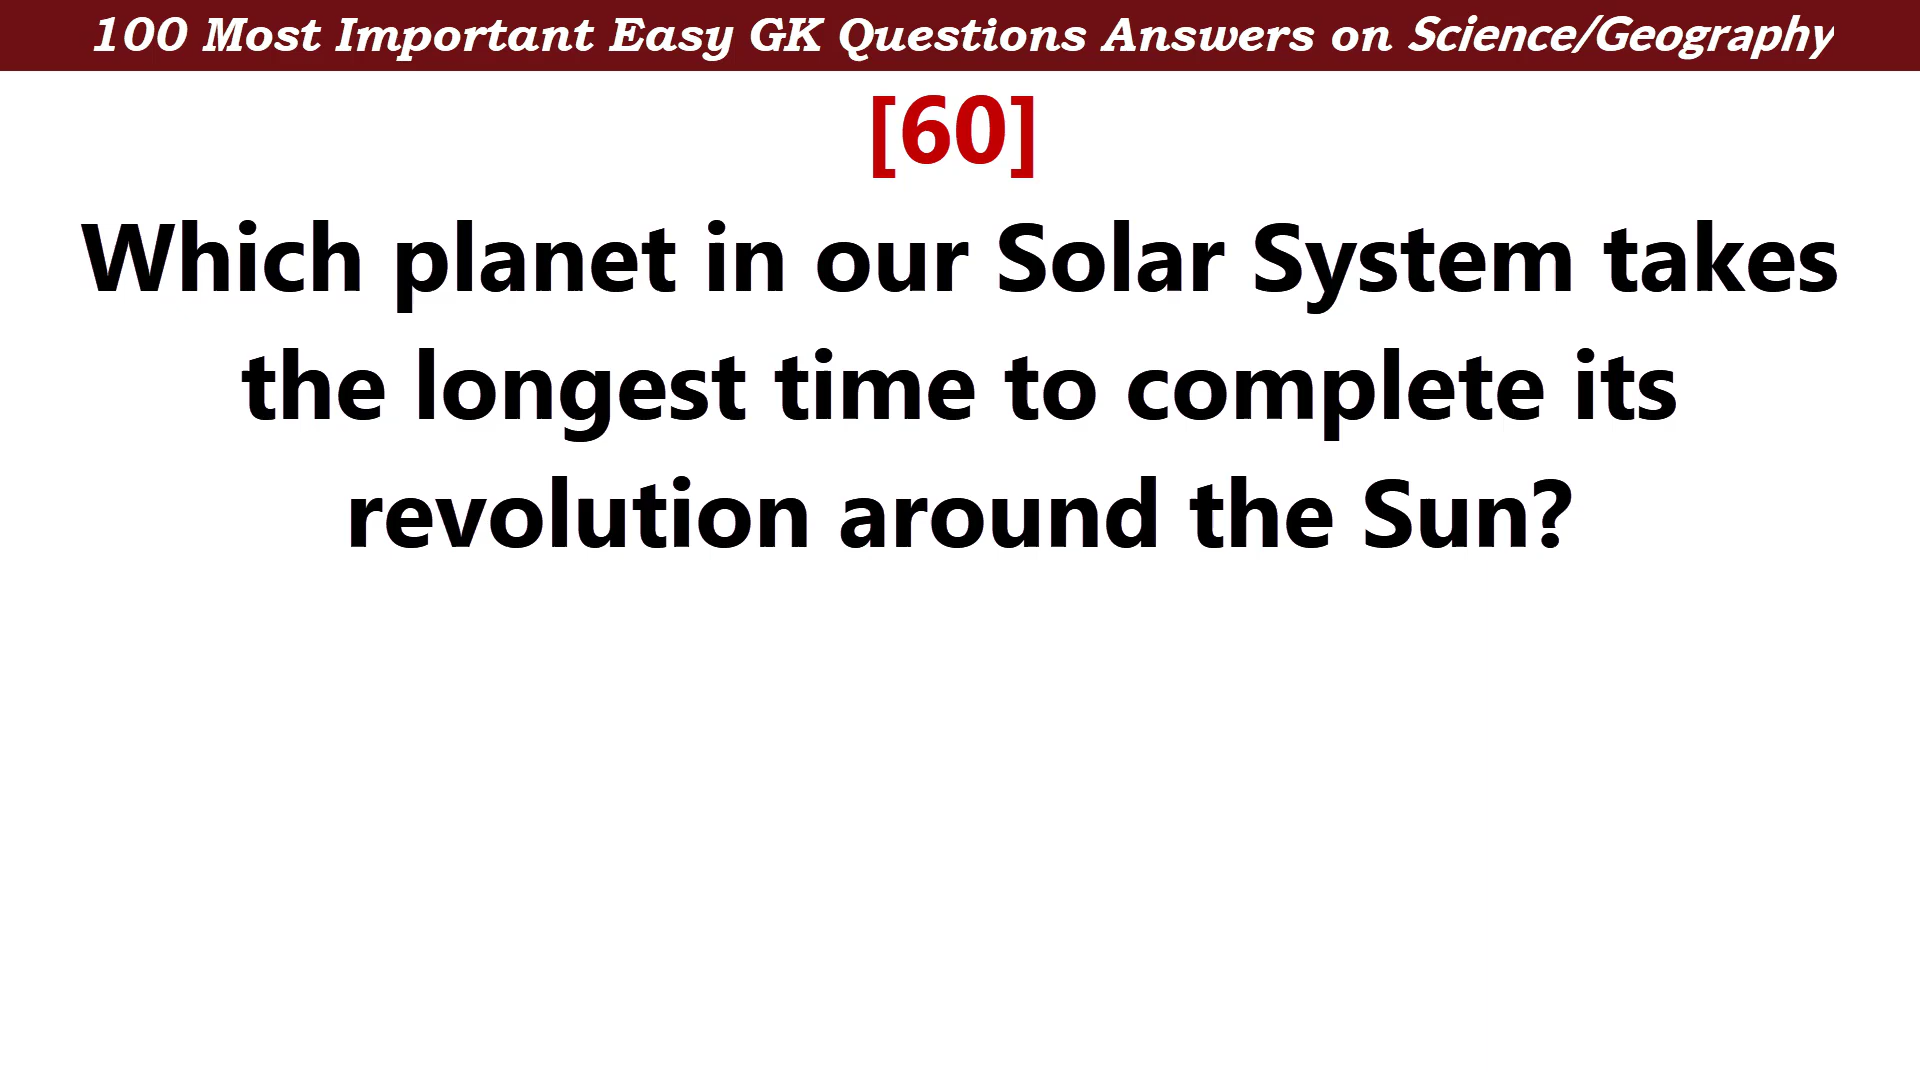 100 Most Important Easy GK Questions Answers on Science/Geography
[60]
Which planet in our Solar System takes
the longest time to complete its
revolution around the Sun?